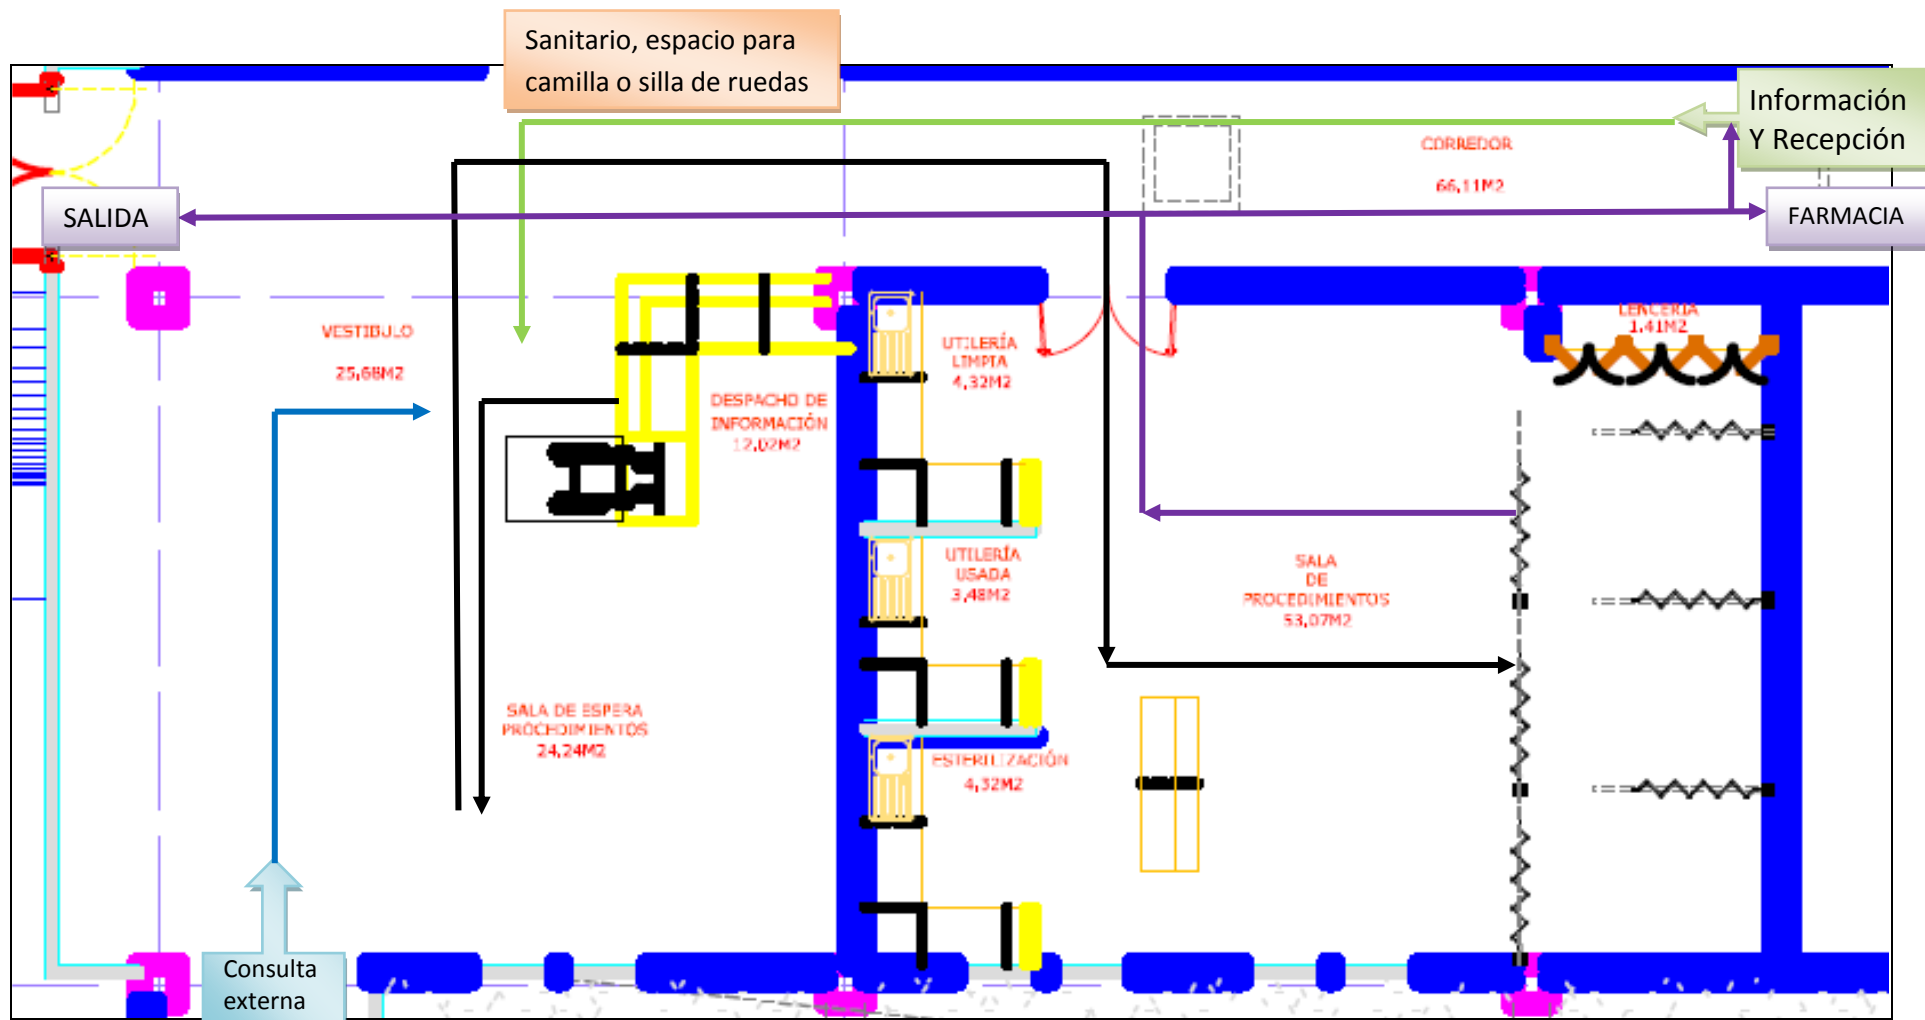 Sanitario, espacio para
camilla o silla de ruedas
Información
Y Recepción
CORREDOR
66,11M2
SALIDA
FARMACIA
VESTIBULO
25,68M2
DESPACHO DE
INFORMACIÓN
12,02M2
UTILERÍA
LIMPIA
4,32M2
LENCERIA
1,41M2
UTILERÍA
USADA
3,48M2
SALA
DE
PROCEDIMIENTOS
53,07M2
SALA DE ESPERA
PROCEDIMIENTOS
24,24M2
ESTERILIZACIÓN
4,32M2
Consulta
externa